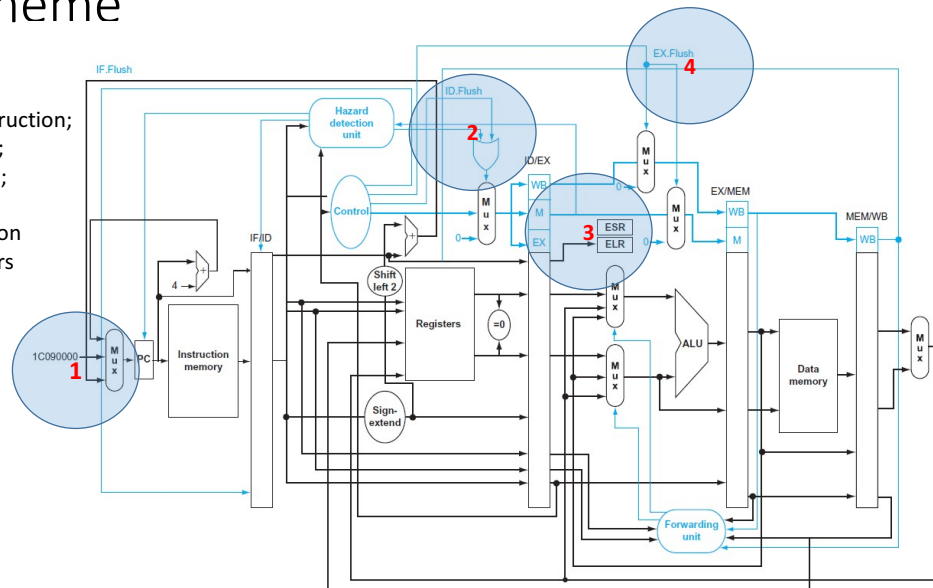 heme
ruction;
;
;
on
rs
IF.Flush
EX.Flush
4
ID.Flush
2
Hazard
detection
unit
M
u
x
ID/EX
0
WB
M
EX
Control
M
u
x
0
M
u
x
0
EX/MEM
WB
M
MEM/WB
WB
3
ESR
ELR
IF/ID
+
+
4
Shift
left 2
Registers
=0
M
u
x
M
u
x
ALU
Data
memory
M
u
x
1C090000
1
M
u
x
PC
Instruction
memory
Sign-
extend
Forwarding
unit